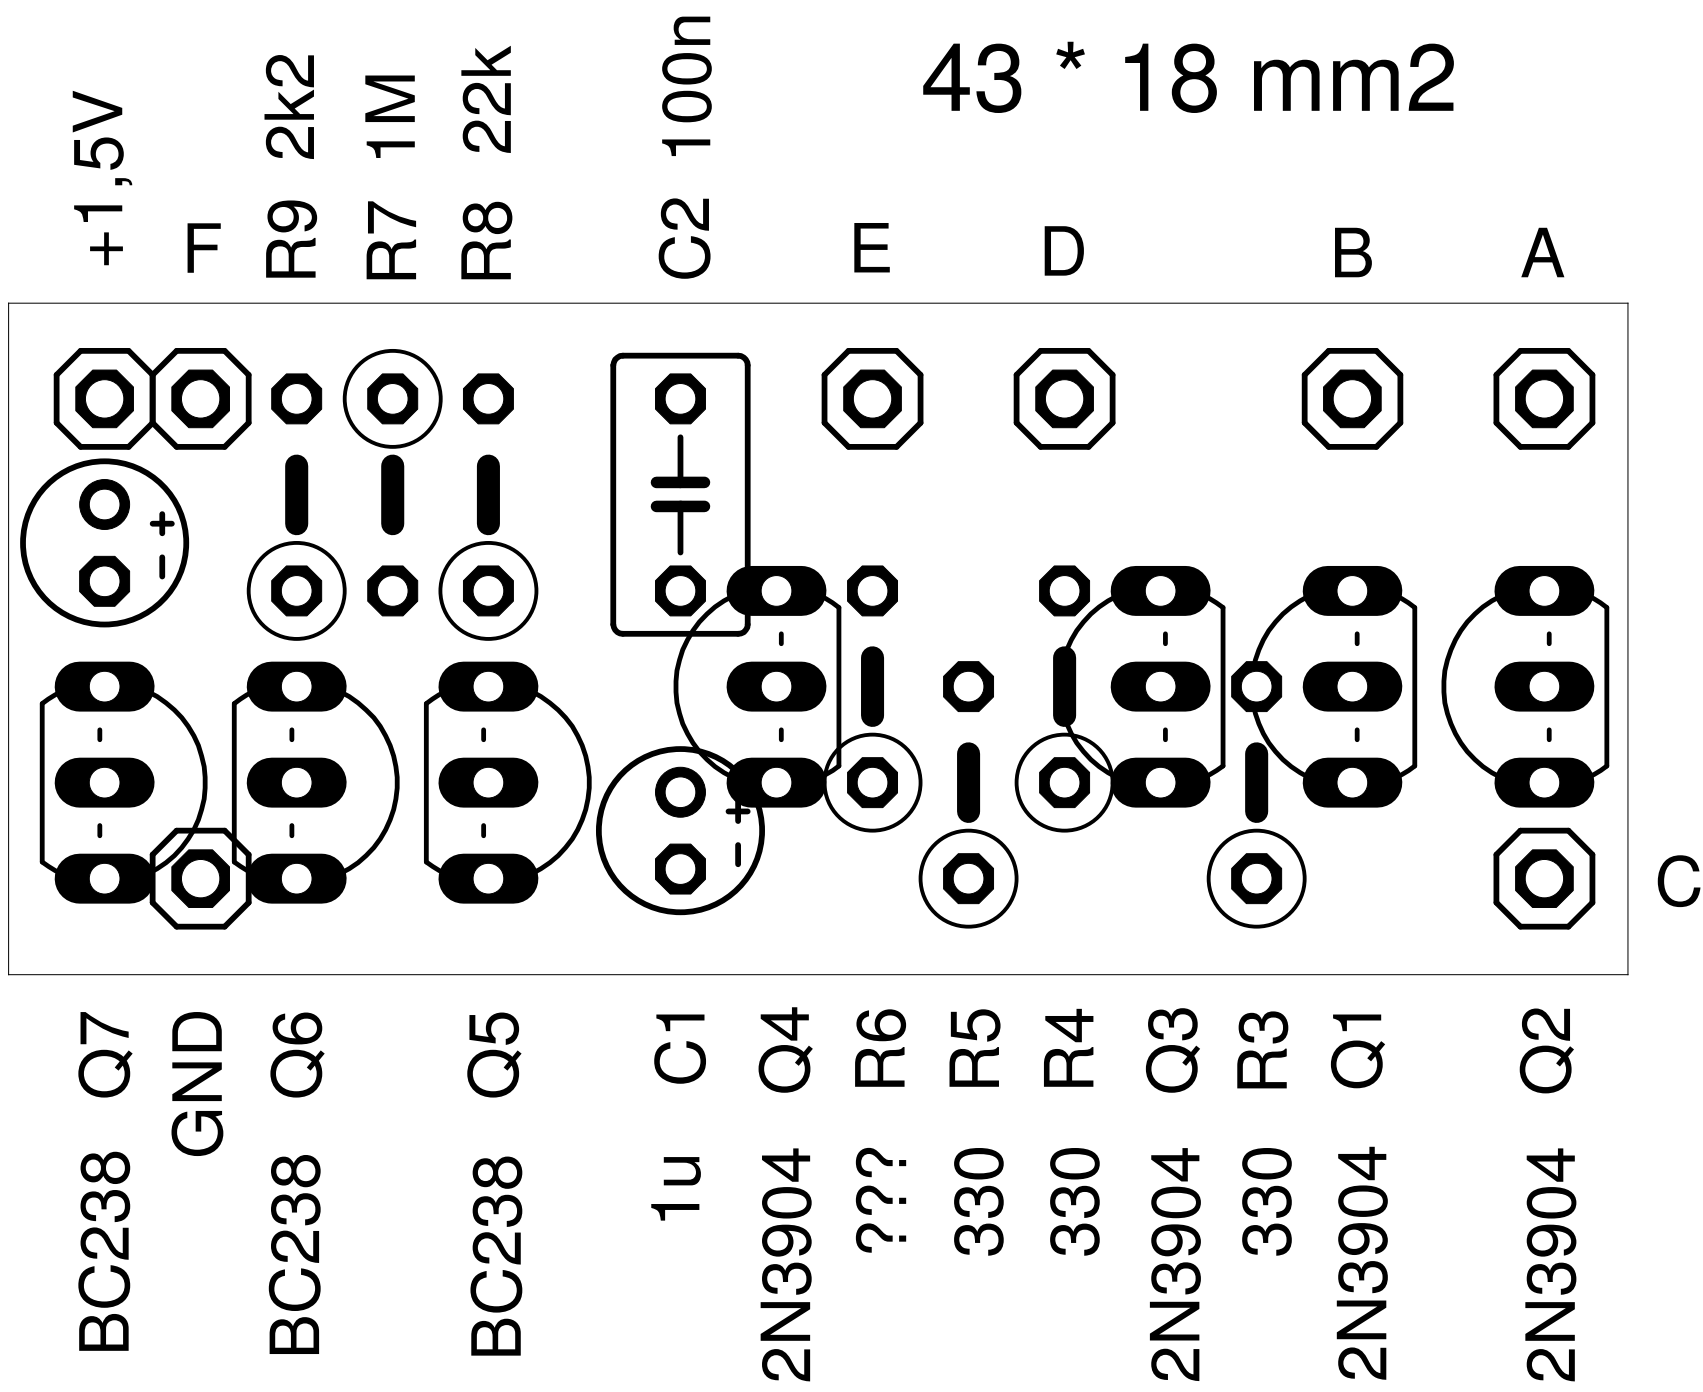 43 * 18 mm2
+1,5V
F
R9 2k2
R7 1M
R8 22k
C2 100n
E
D
B
A
+
-
+
-
C
Q7 BC238
GND
Q6 BC238
Q5 BC238
C1 1u
Q4 2N3904
R6 ???
R5 330
R4 330
Q3 2N3904
R3 330
Q1 2N3904
Q2 2N3904